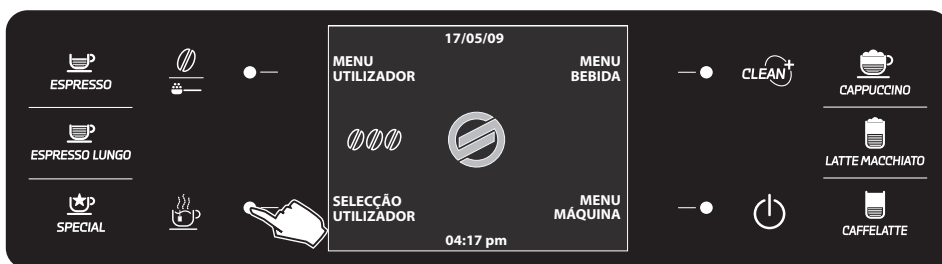 17/05/09
ESPRESSO
MENU
UTILIZADOR
MENU
BEBIDA
CLEAN+
CAPPUCCINO
ESPRESSO LUNGO
LATTE MACCHIATO
SPECIAL
SELECÇÃO
UTILIZADOR
MENU
MÁQUINA
CAFFELATTE
04:17 pm